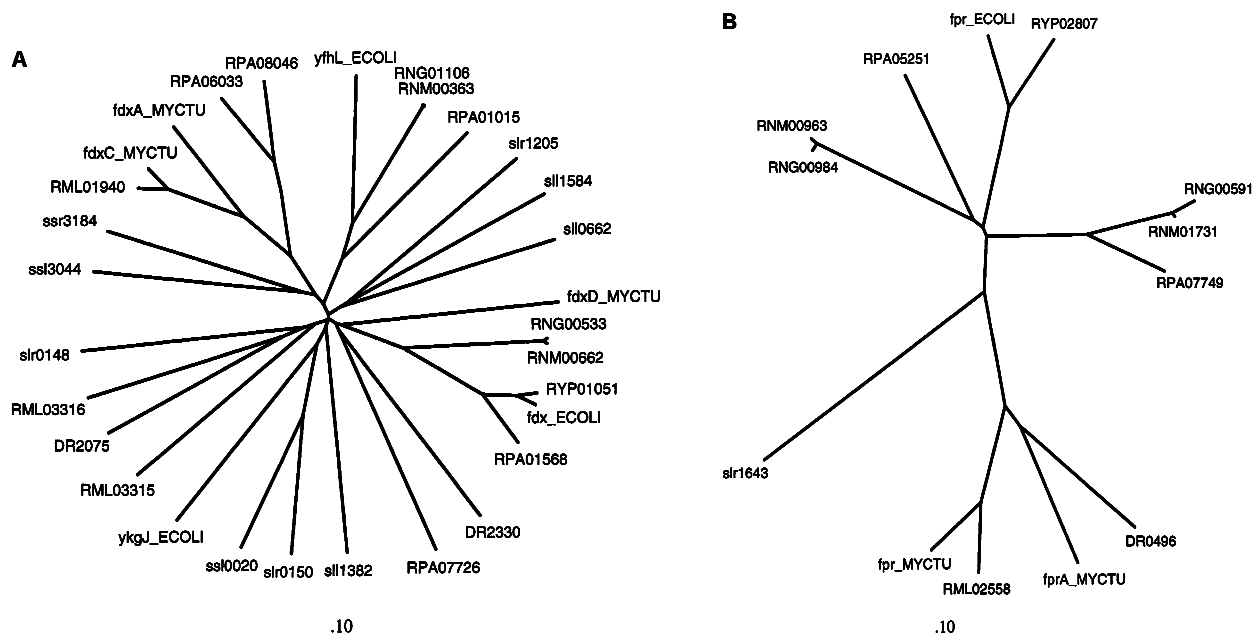 A
RPA08046
yfhL_ECOLI
RPA06033
RNG01106
RNM00363
fdxA_MYCTU
RPA01015
fdxC_MYCTU
slr1205
RML01940
sll1584
ssr3184
sll0662
ssl3044
fdxD_MYCTU
RNG00533
slr0148
RNM00662
RYP01051
RML03316
fdx_ECOLI
DR2075
RPA01568
RML03315
ykgJ_ECOLI
DR2330
ssl0020
slr0150
sll1382
RPA07726
.10
B
fpr_ECOLI
RYP02807
RPA05251
RNM00963
RNG00984
RNG00591
RNM01731
RPA07749
slr1643
DR0496
fpr_MYCTU
fprA_MYCTU
RML02558
.10